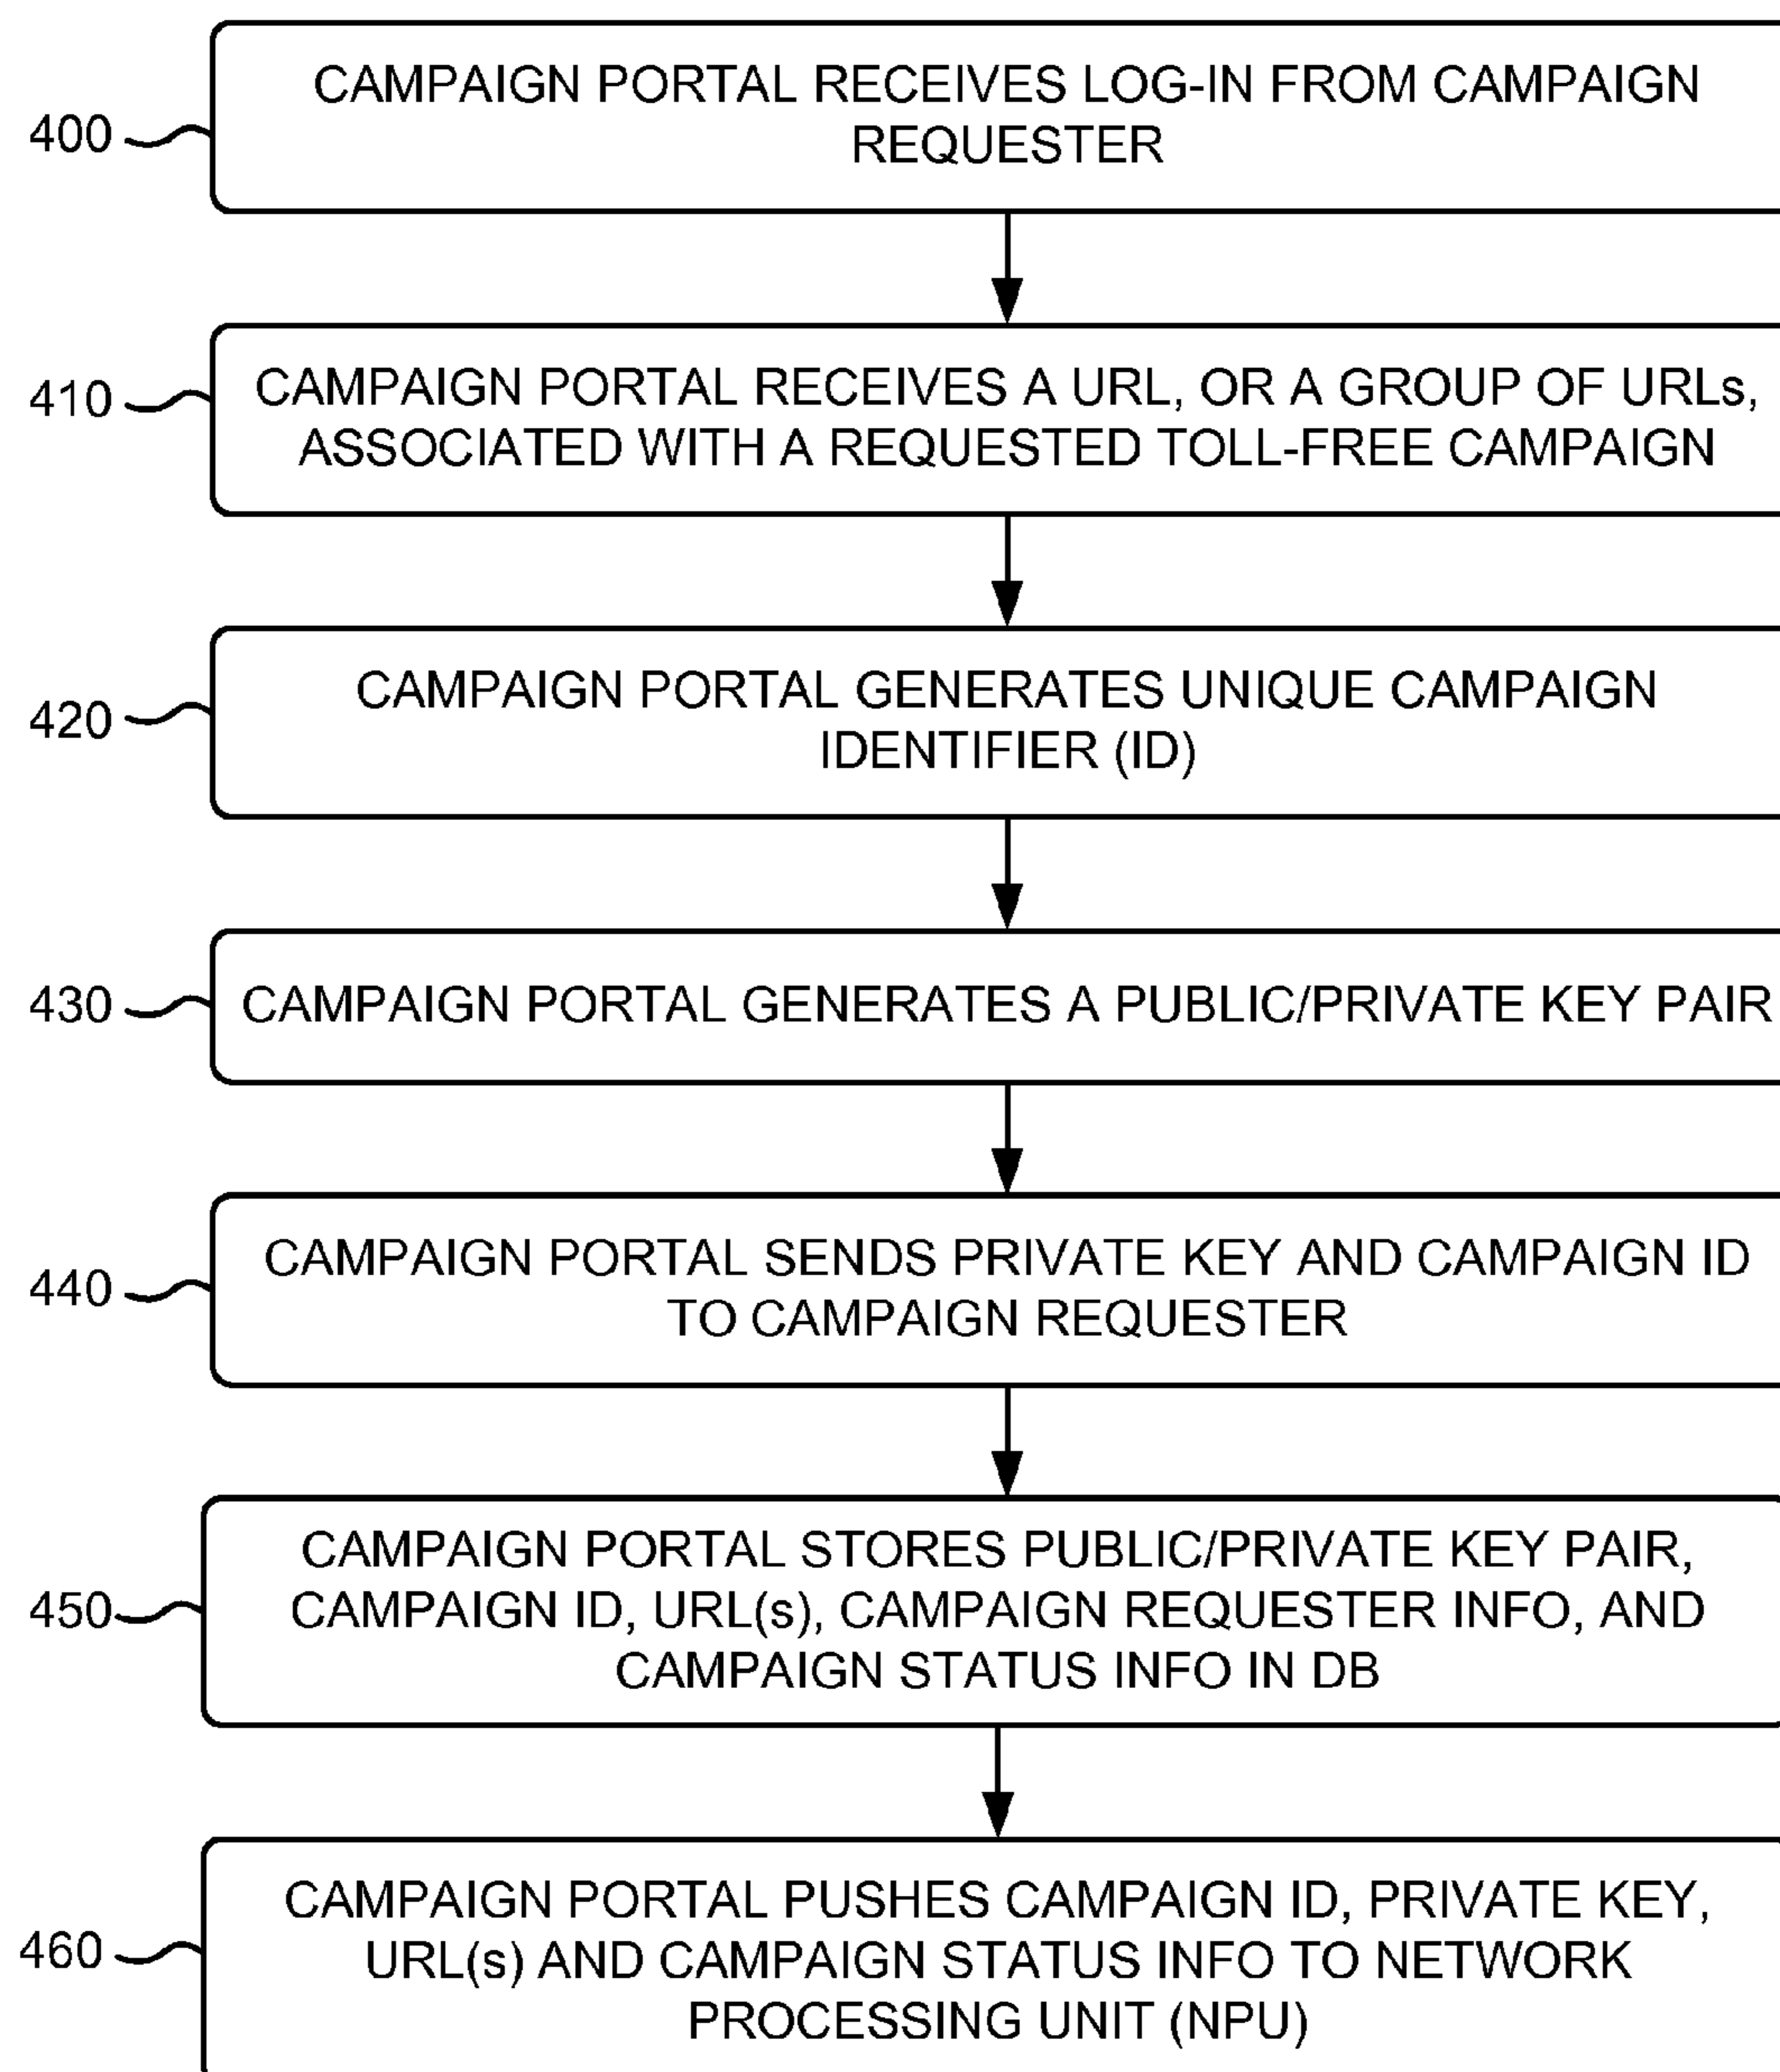 CAMPAIGN PORTAL RECEIVES LOG-IN FROM CAMPAIGN
REQUESTER
400
CAMPAIGN PORTAL RECEIVES A URL, OR A GROUP OF URLs,
ASSOCIATED WITH A REQUESTED TOLL-FREE CAMPAIGN
410
CAMPAIGN PORTAL GENERATES UNIQUE CAMPAIGN
IDENTIFIER (ID)
420
CAMPAIGN PORTAL GENERATES A PUBLIC/PRIVATE KEY PAIR
430
CAMPAIGN PORTAL SENDS PRIVATE KEY AND CAMPAIGN ID
TO CAMPAIGN REQUESTER
440
CAMPAIGN PORTAL STORES PUBLIC/PRIVATE KEY PAIR,
CAMPAIGN ID, URL(s), CAMPAIGN REQUESTER INFO, AND
CAMPAIGN STATUS INFO IN DB
450
CAMPAIGN PORTAL PUSHES CAMPAIGN ID, PRIVATE KEY,
URL(s) AND CAMPAIGN STATUS INFO TO NETWORK
PROCESSING UNIT (NPU)
460